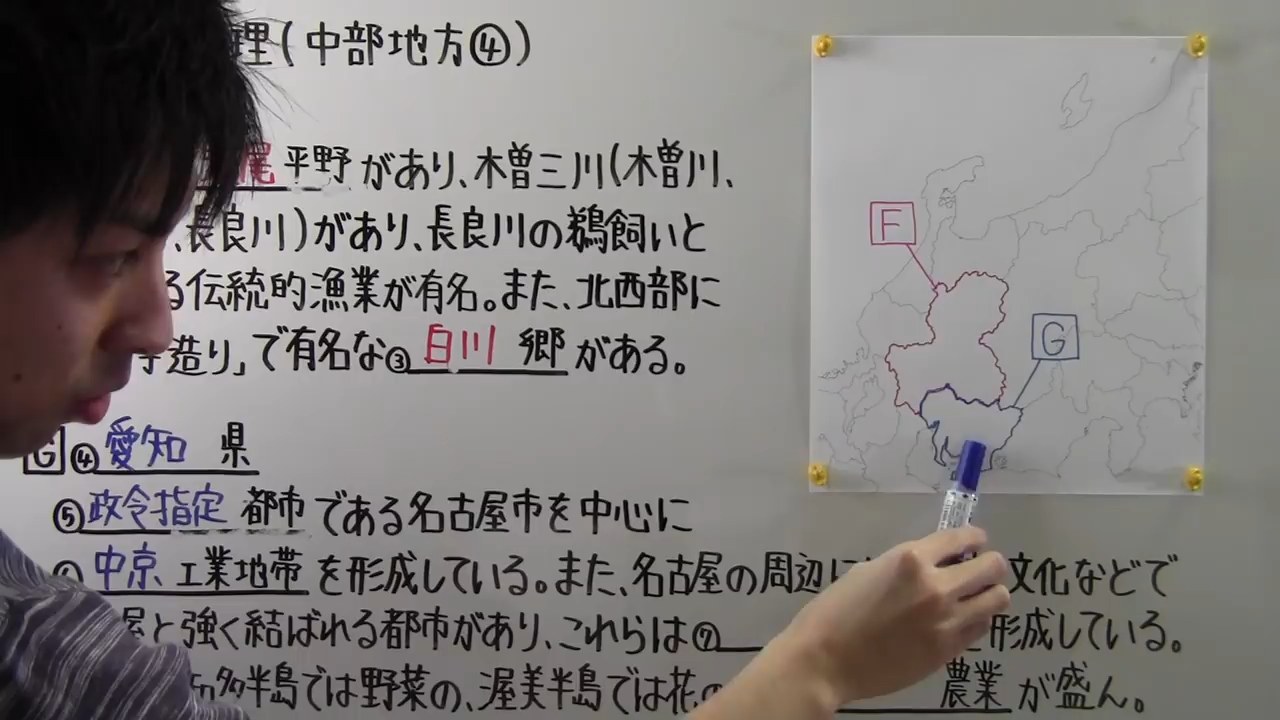 理(中部地方④)
尾平野があり、木曽三川(木曽川、
、長良川)があり、長良川の鵜飼いと
る伝統的漁業が有名。また、北西部に
造り」で有名な③白川 郷がある。
F
G
G ④愛知 県
⑤政令指定 都市である名古屋市を中心に
中京 工業地帯を形成している。また、名古屋の周辺に 文化などで
屋と強く結ばれる都市があり、これらは⑦ 形成している。
多半島では野菜の、渥美半島では花の 農業が盛ん。